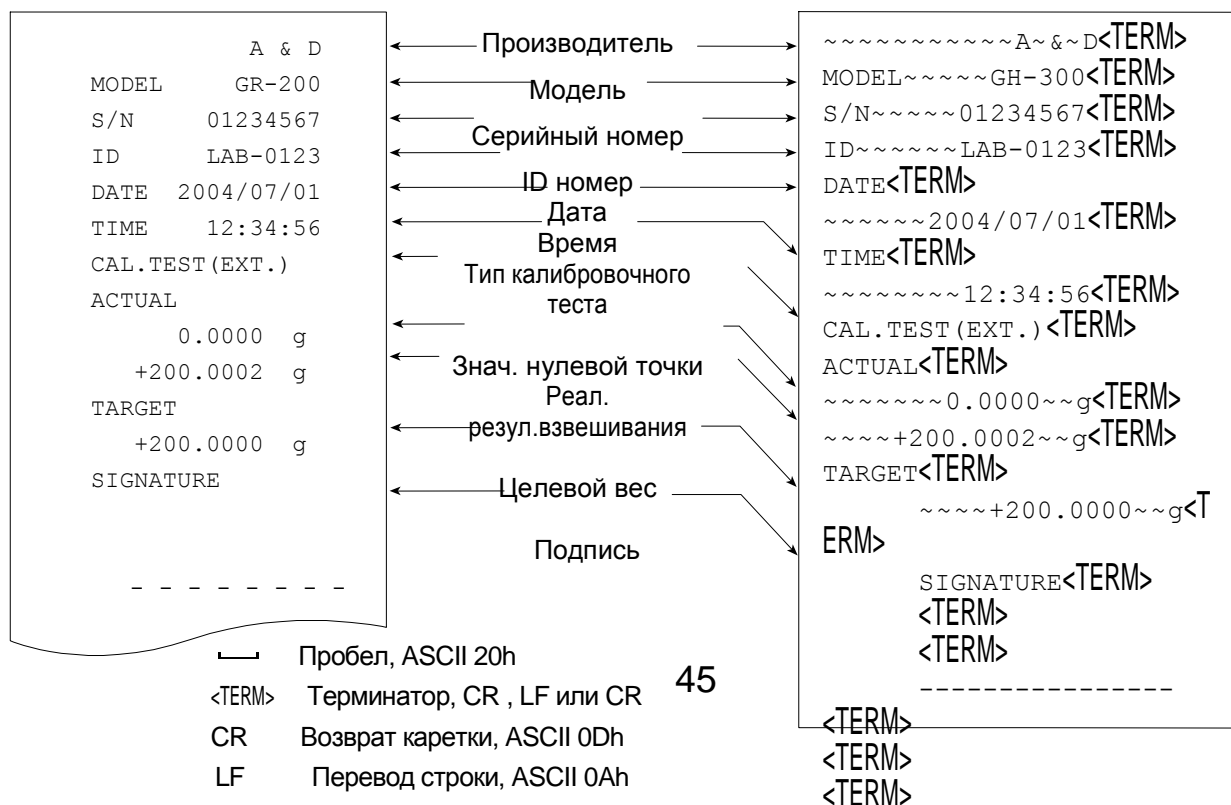 A & D
MODEL GR-200
S/N 01234567
ID LAB-0123
DATE 2004/07/01
TIME 12:34:56
CAL.TEST(EXT.)
ACTUAL
0.0000 g
+200.0002 g
TARGET
+200.0000 g
SIGNATURE
- - - - - - - -
Производитель
Модель
Серийный номер
ID номер
Дата
Время
Тип калибровочного
теста
Знач. нулевой точки
Реал.
резул.взвешивания
Целевой вес
Подпись
~~~~~~~~~~~A~&~D<TERM>
MODEL~~~~~GH-300<TERM>
S/N~~~~~01234567<TERM>
ID~~~~~~LAB-0123<TERM>
DATE<TERM>
~~~~~~2004/07/01<TERM>
TIME<TERM>
~~~~~~~~12:34:56<TERM>
CAL.TEST(EXT.)<TERM>
ACTUAL<TERM>
~~~~~~~0.0000~~g<TERM>
~~~~+200.0002~~g<TERM>
TARGET<TERM>
~~~~+200.0000~~g<T
ERM>
SIGNATURE<TERM>
<TERM>
<TERM>
----------------
<TERM>
<TERM>
<TERM>
Пробел, ASCII 20h
<TERM> Терминатор, CR , LF или CR
CR Возврат каретки, ASCII 0Dh
LF Перевод строки, ASCII 0Ah
45